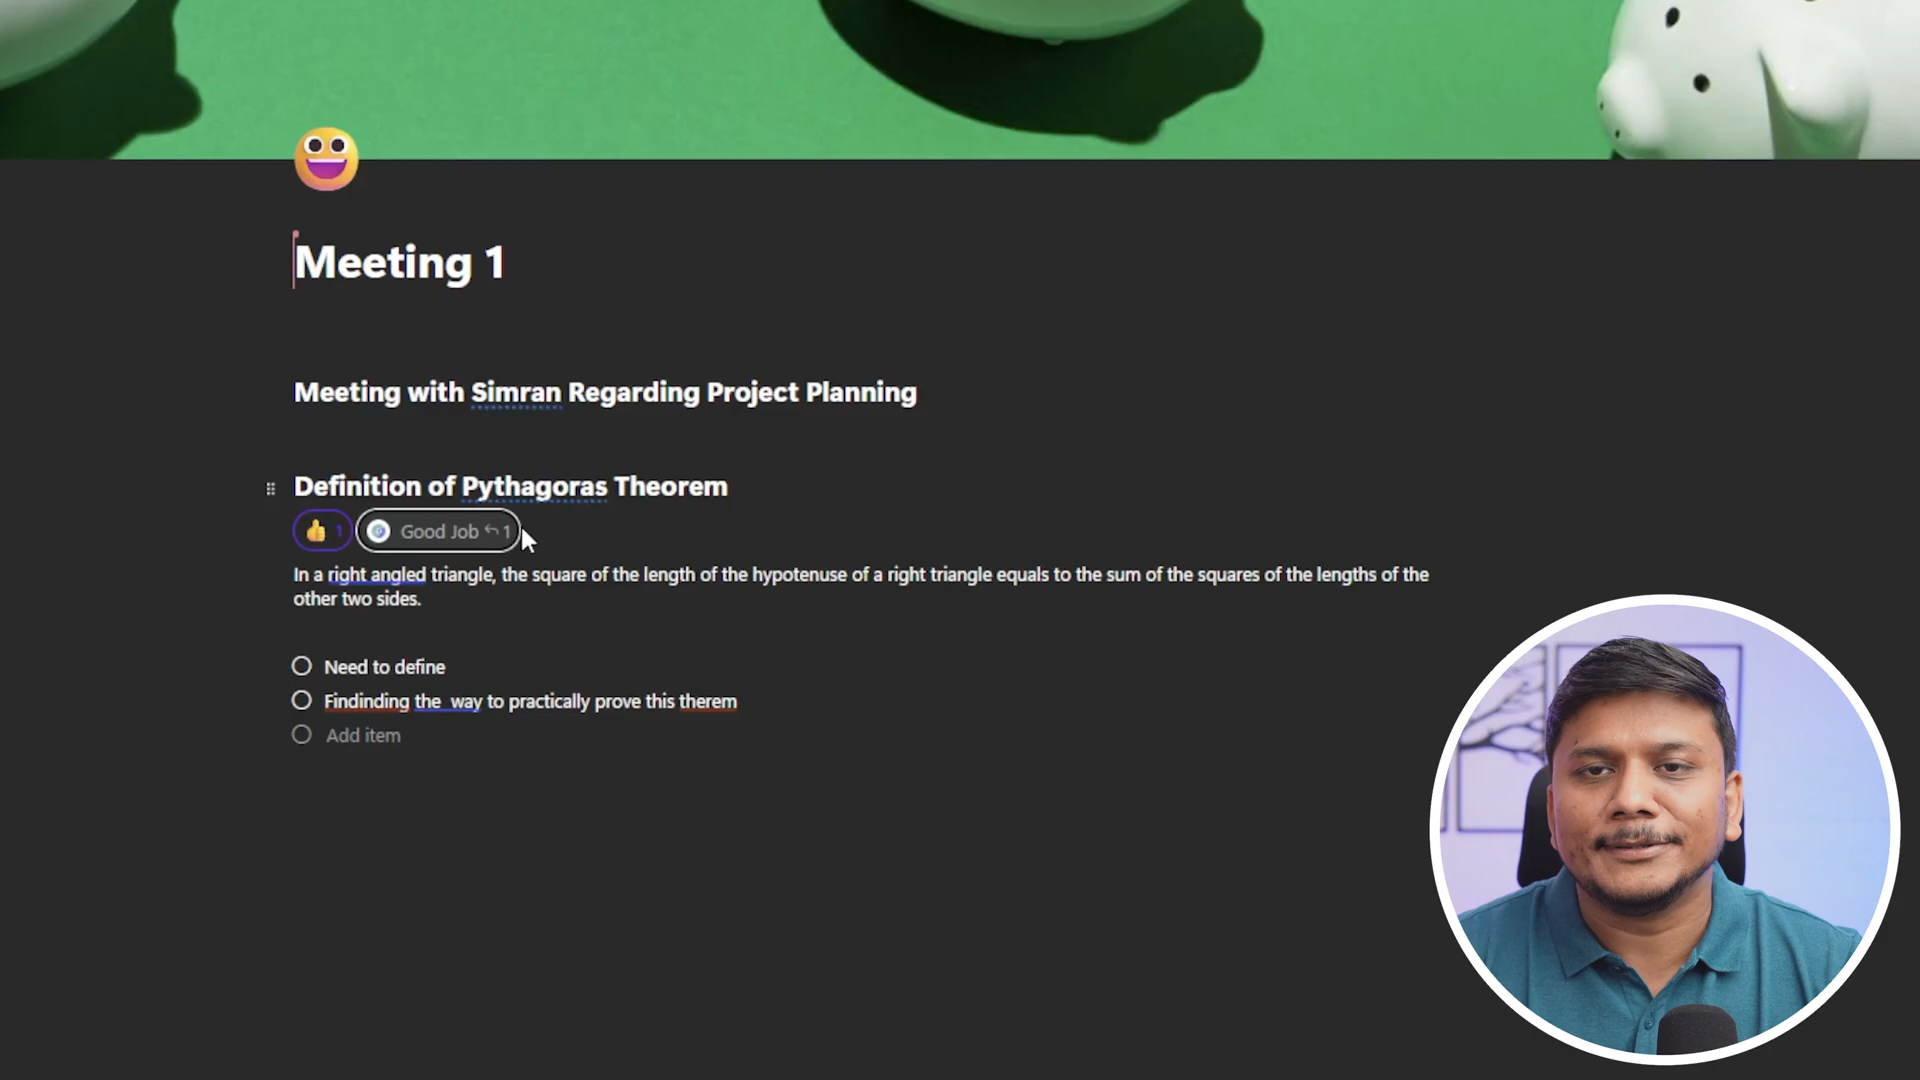 Meeting 1
Meeting with Simran Regarding Project Planning
Definition of Pythagoras Theorem
1 Good Job 1
In a right angled triangle, the square of the length of the hypotenuse of a right triangle equals to the sum of the squares of the lengths of the
other two sides.
Need to define
Findinding the  way to practically prove this therem
Add item